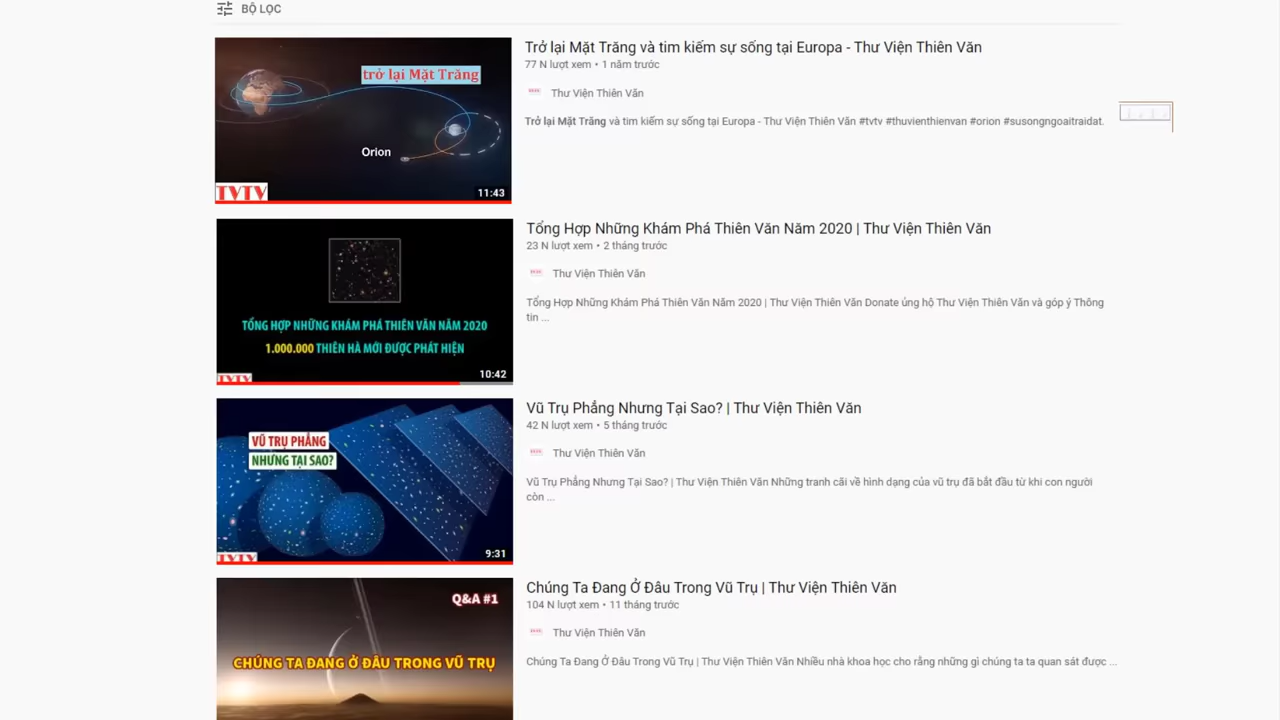 BỘ LỌC
trở lại Mặt Trăng
Orion
TVTV
11:43
Trở lại Mặt Trăng và tim kiếm sự sống tại Europa - Thư Viện Thiên Văn
77 N lượt xem • 1 năm trước
Thư Viện Thiên Văn
Trở lại Mặt Trăng và tim kiếm sự sống tại Europa - Thư Viện Thiên Văn #tvtv #thuvienthienvan #orion #susongngoaitraidat.
TỔNG HỢP NHỮNG KHÁM PHÁ THIÊN VĂN NĂM 2020
1.000.000 THIÊN HÀ MỚI ĐƯỢC PHÁT HIỆN
TVTV
10:42
Tổng Hợp Những Khám Phá Thiên Văn Năm 2020 | Thư Viện Thiên Văn
23 N lượt xem • 2 tháng trước
Thư Viện Thiên Văn
Tổng Hợp Những Khám Phá Thiên Văn Năm 2020 | Thư Viện Thiên Văn Donate ủng hộ Thư Viện Thiên Văn và góp ý Thông
tin ...
VŨ TRỤ PHẲNG
NHƯNG TẠI SAO?
TVTV
9:31
Vũ Trụ Phẳng Nhưng Tại Sao? | Thư Viện Thiên Văn
42 N lượt xem • 5 tháng trước
Thư Viện Thiên Văn
Vũ Trụ Phẳng Nhưng Tại Sao? | Thư Viện Thiên Văn Những tranh cãi về hình dạng của vũ trụ đã bắt đầu từ khi con người
còn ...
Q&A #1
CHÚNG TA ĐANG Ở ĐÂU TRONG VŨ TRỤ
Chúng Ta Đang Ở Đâu Trong Vũ Trụ | Thư Viện Thiên Văn
104 N lượt xem • 11 tháng trước
Thư Viện Thiên Văn
Chúng Ta Đang Ở Đâu Trong Vũ Trụ | Thư Viện Thiên Văn Nhiều nhà khoa học cho rằng những gì chúng ta ta quan sát được ...